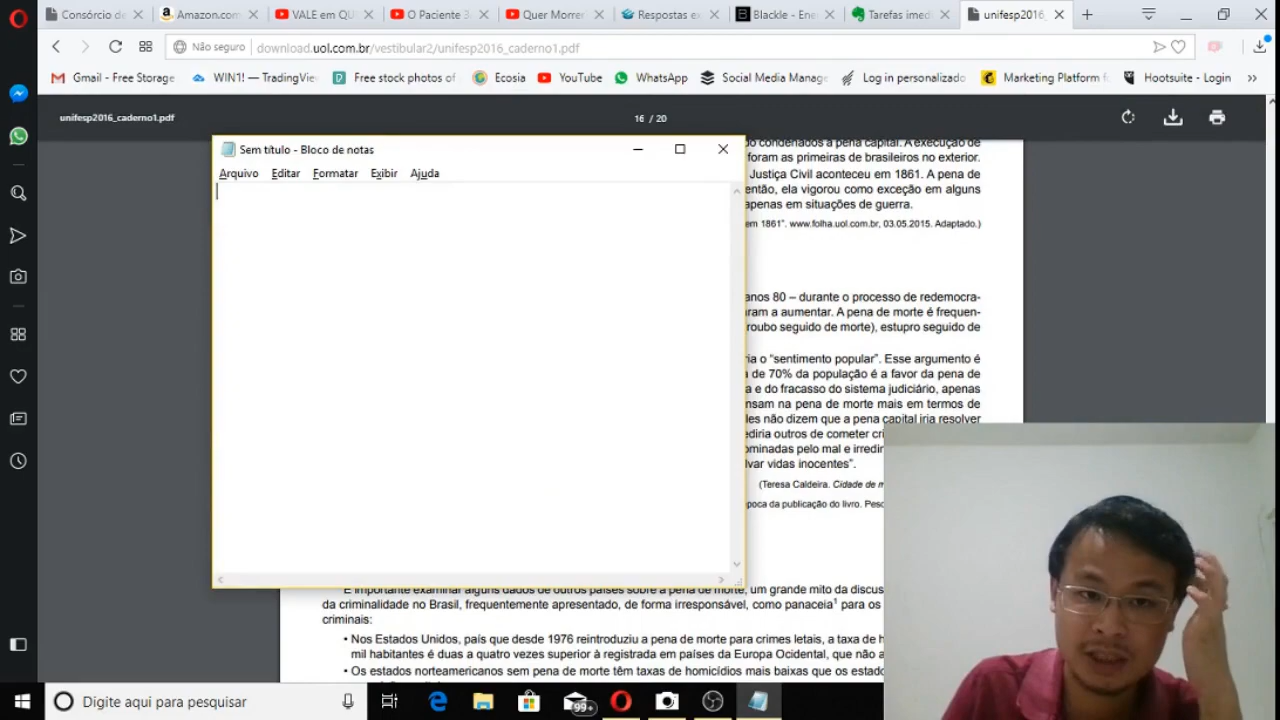 Consórcio de
Amazon.com
VALE em QU
O Paciente 3
Quer Morrer
Respostas ex
Blackle - Ene
Tarefas imed
unifesp2016_
Não seguro
download.uol.com.br/vestibular2/unifesp2016_caderno1.pdf
Gmail - Free Storage
WIN1! — TradingVie
Free stock photos of
Ecosia
YouTube
WhatsApp
Social Media Manag
Log in personalizado
Marketing Platform f
Hootsuite - Login
unifesp2016_caderno1.pdf
16 / 20
Sem título - Bloco de notas
Arquivo Editar Formatar Exibir Ajuda
do condenados à pena capital. A execução de
foram as primeiras de brasileiros no exterior.
Justiça Civil aconteceu em 1861. A pena de
então, ela vigorou como exceção em alguns
apenas em situações de guerra.
em 1861”. www.folha.uol.com.br, 03.05.2015. Adaptado.)
anos 80 – durante o processo de redemocra-
aram a aumentar. A pena de morte é frequen-
roubo seguido de morte), estupro seguido de
ria o “sentimento popular”. Esse argumento é
a de 70% da população é a favor da pena de
a e do fracasso do sistema judiciário, apenas
nsam na pena de morte mais em termos de
les não dizem que a pena capital iria resolver
ediria outros de cometer cri
ominadas pelo mal e irredir
lvar vidas inocentes”.
(Teresa Caldeira. Cidade de m
época da publicação do livro. Pesq
É importante examinar alguns dados de outros países sobre a pena de morte, um grande mito da discus
da criminalidade no Brasil, frequentemente apresentado, de forma irresponsável, como panaceia¹ para os
criminais:
• Nos Estados Unidos, país que desde 1976 reintroduziu a pena de morte para crimes letais, a taxa de h
mil habitantes é duas a quatro vezes superior à registrada em países da Europa Ocidental, que não a
• Os estados norteamericanos sem pena de morte têm taxas de homicídios mais baixas que os estado
Digite aqui para pesquisar
99+